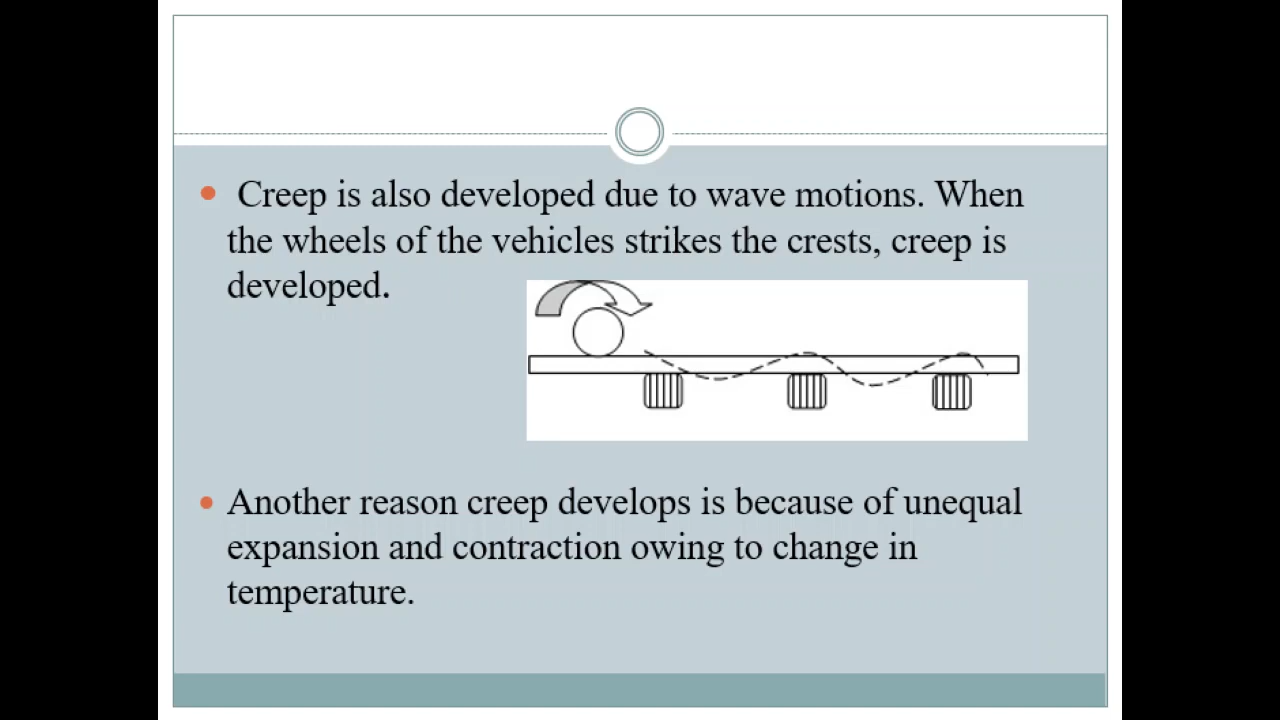 Creep is also developed due to wave motions. When
the wheels of the vehicles strikes the crests, creep is
developed.
Another reason creep develops is because of unequal
expansion and contraction owing to change in
temperature.